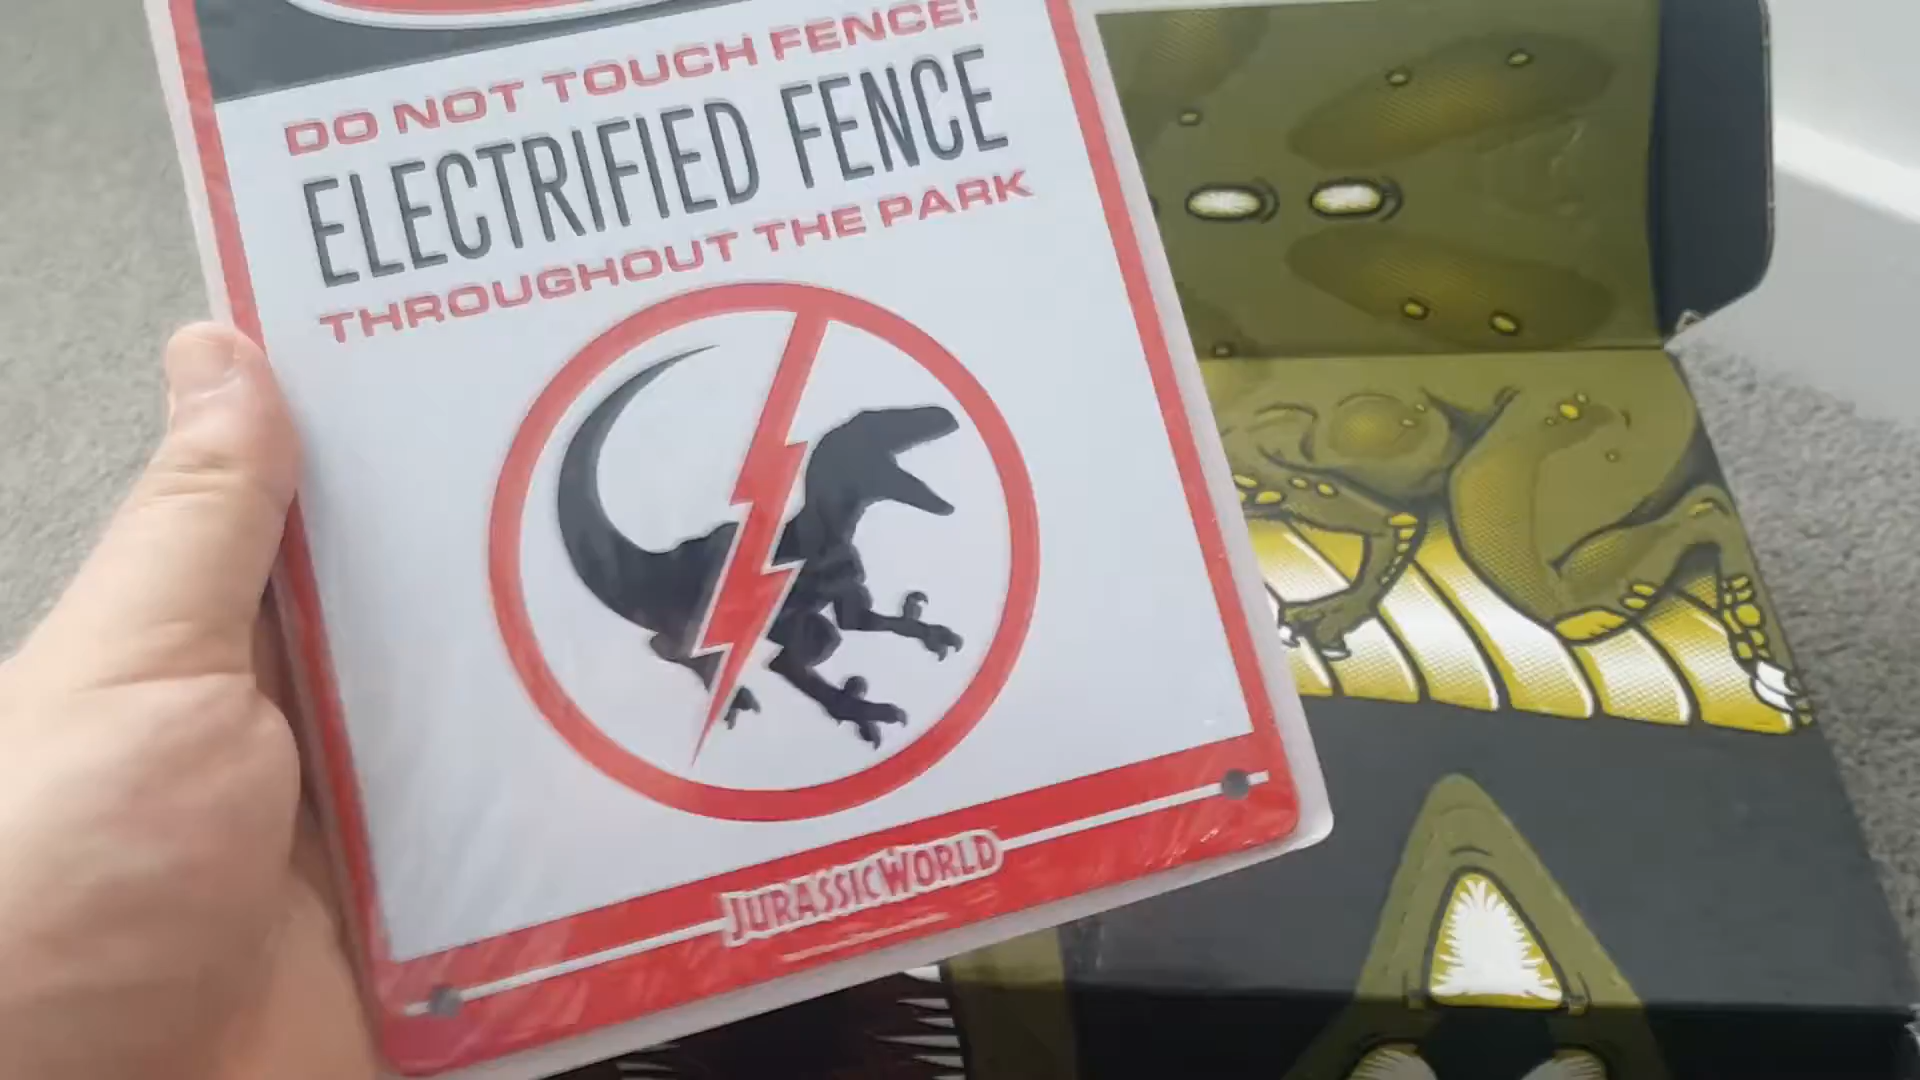 DO NOT TOUCH FENCE!
ELECTRIFIED FENCE
THROUGHOUT THE PARK
JURASSIC WORLD